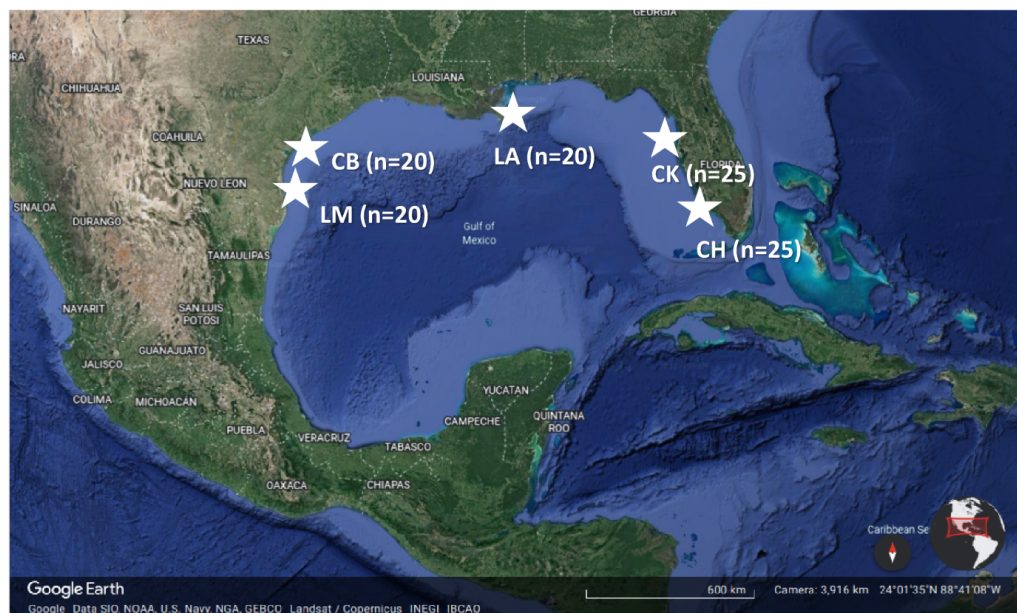 GEORGIA
TEXAS
RA
LOUISIANA
CHIHUAHUA
COAHUILA
CB (n=20)
LA (n=20)
FLORIDA
CK (n=25)
NUEVO LEON
SINALOA
LM (n=20)
DURANGO
Gulf of
Mexico
CH (n=25)
TAMAULIPAS
NAYARIT
SAN LUIS
POTOSI
GUANAJUATO
JALISCO
YUCATAN
COLIMA
MICHOACAN
QUINTANA
ROO
CAMPECHE
PUEBLA
VERACRUZ
TABASCO
OAXACA
CHIAPAS
Caribbean Se
Google Earth
600 km
Camera: 3,916 km 24°01'35"N 88°41'08"W
Google Data SIO, NOAA, U.S. Navy, NGA, GEBCO Landsat / Copernicus INEGI IBCAO